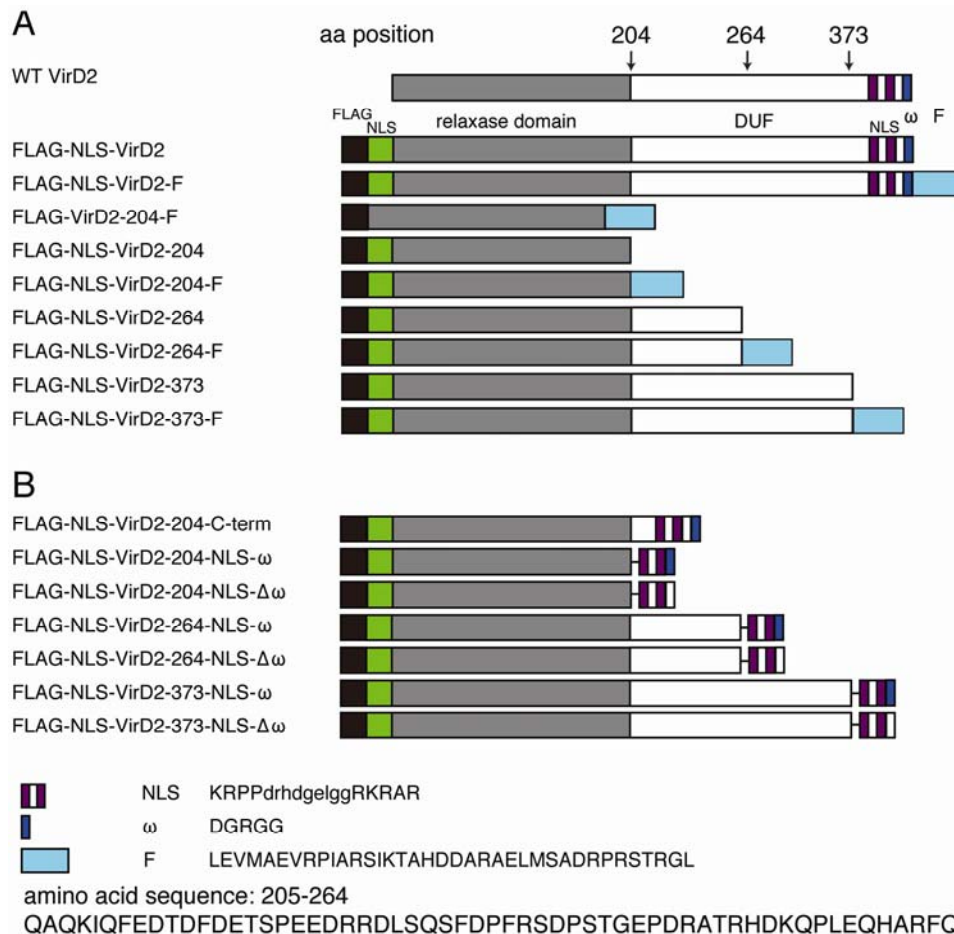 A
aa position 204 264 373
WT VirD2
FLAG NLS relaxase domain DUF NLS ω F
FLAG-NLS-VirD2
FLAG-NLS-VirD2-F
FLAG-VirD2-204-F
FLAG-NLS-VirD2-204
FLAG-NLS-VirD2-204-F
FLAG-NLS-VirD2-264
FLAG-NLS-VirD2-264-F
FLAG-NLS-VirD2-373
FLAG-NLS-VirD2-373-F
B
FLAG-NLS-VirD2-204-C-term
FLAG-NLS-VirD2-204-NLS-ω
FLAG-NLS-VirD2-204-NLS-Δω
FLAG-NLS-VirD2-264-NLS-ω
FLAG-NLS-VirD2-264-NLS-Δω
FLAG-NLS-VirD2-373-NLS-ω
FLAG-NLS-VirD2-373-NLS-Δω
NLS KRPPdrhdgelggRKRAR
ω DGRGG
F LEVMAEVRPIARSIKTAHDDARAELMSADRPRSTRGL
amino acid sequence: 205-264
QAQKIQFEDTDFDETSPEEDRRDLSQSFDPFRSDPSTGEPDRATRHDKQPLEQHARFQ